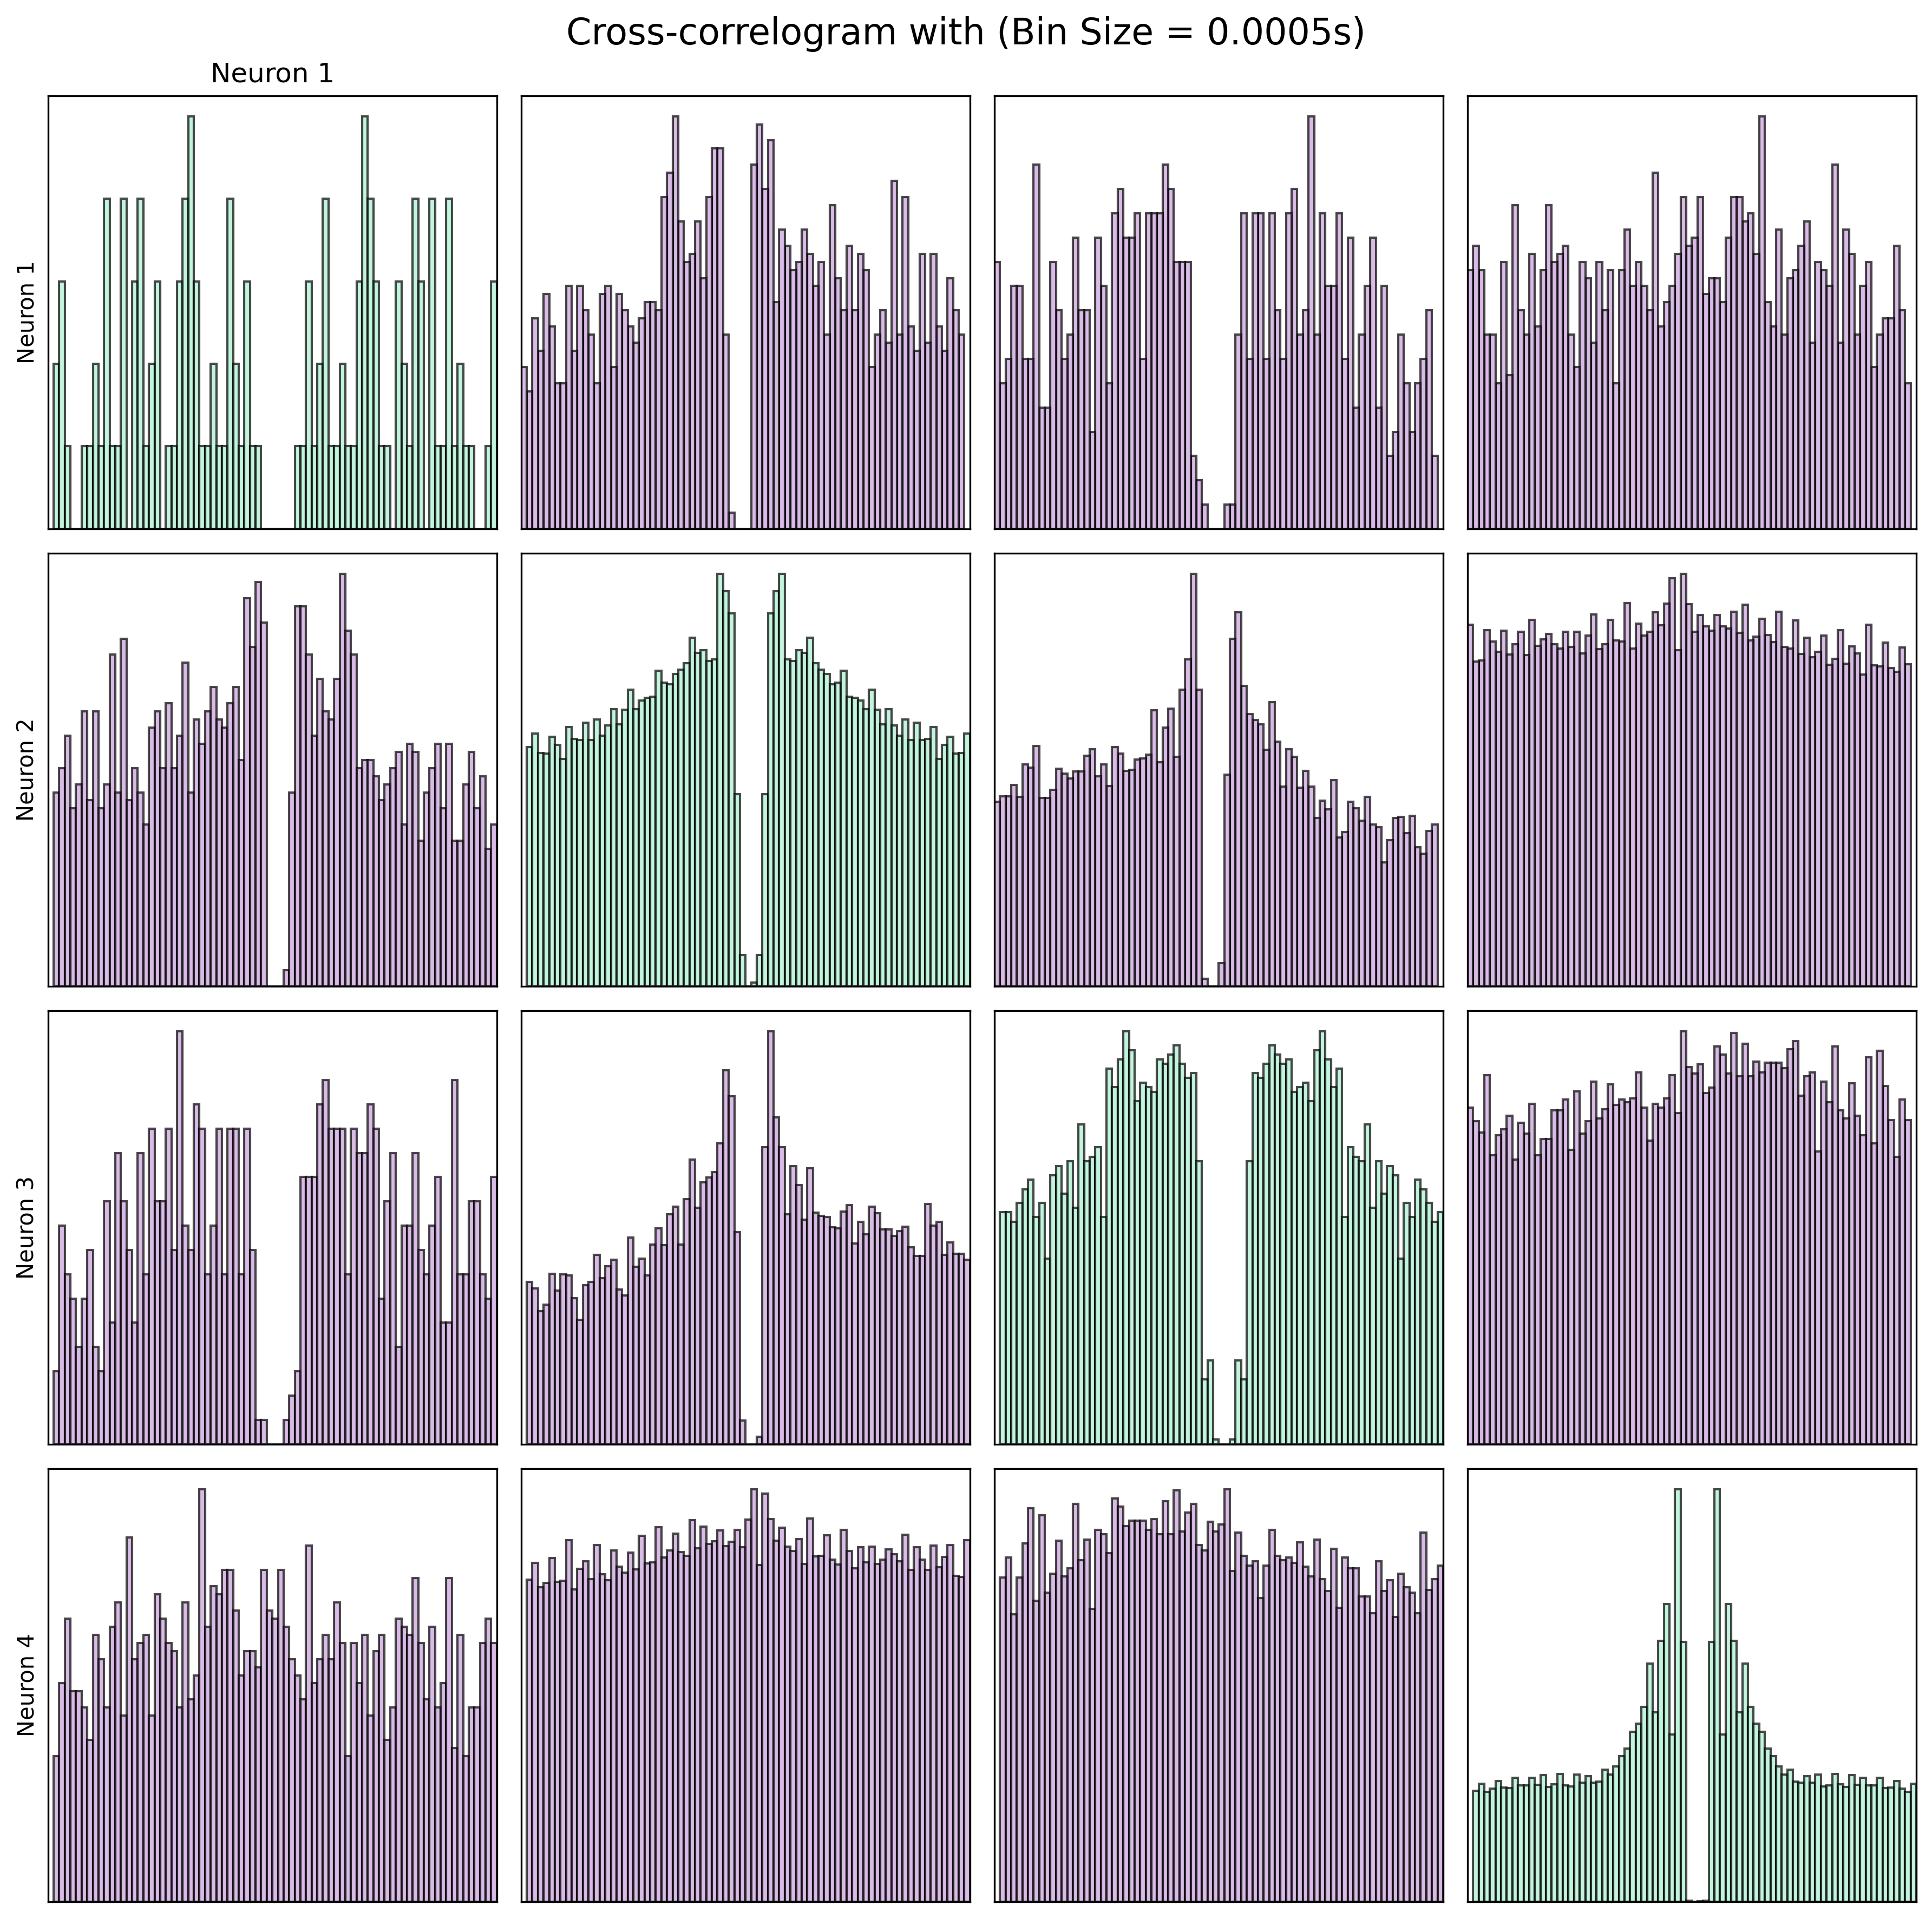 Cross-correlogram with (Bin Size = 0.0005s)
Neuron 1
Neuron 1
Neuron 2
Neuron 3
Neuron 4